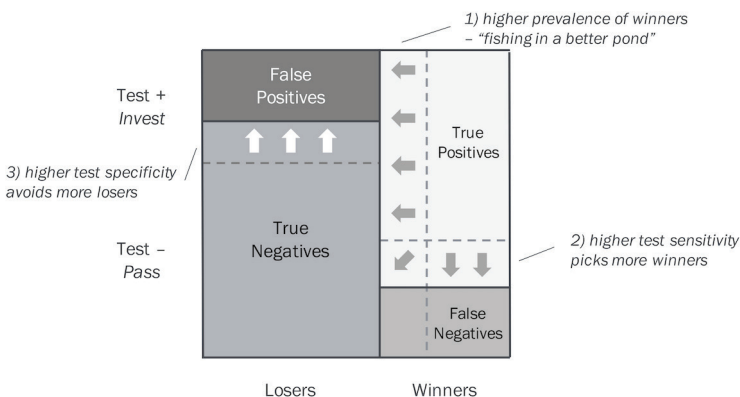 1) higher prevalence of winners
– “fishing in a better pond”
False
Positives
Test +
Invest
True
Positives
3) higher test specificity
avoids more losers
True
Negatives
Test –
Pass
2) higher test sensitivity
picks more winners
False
Negatives
Losers
Winners